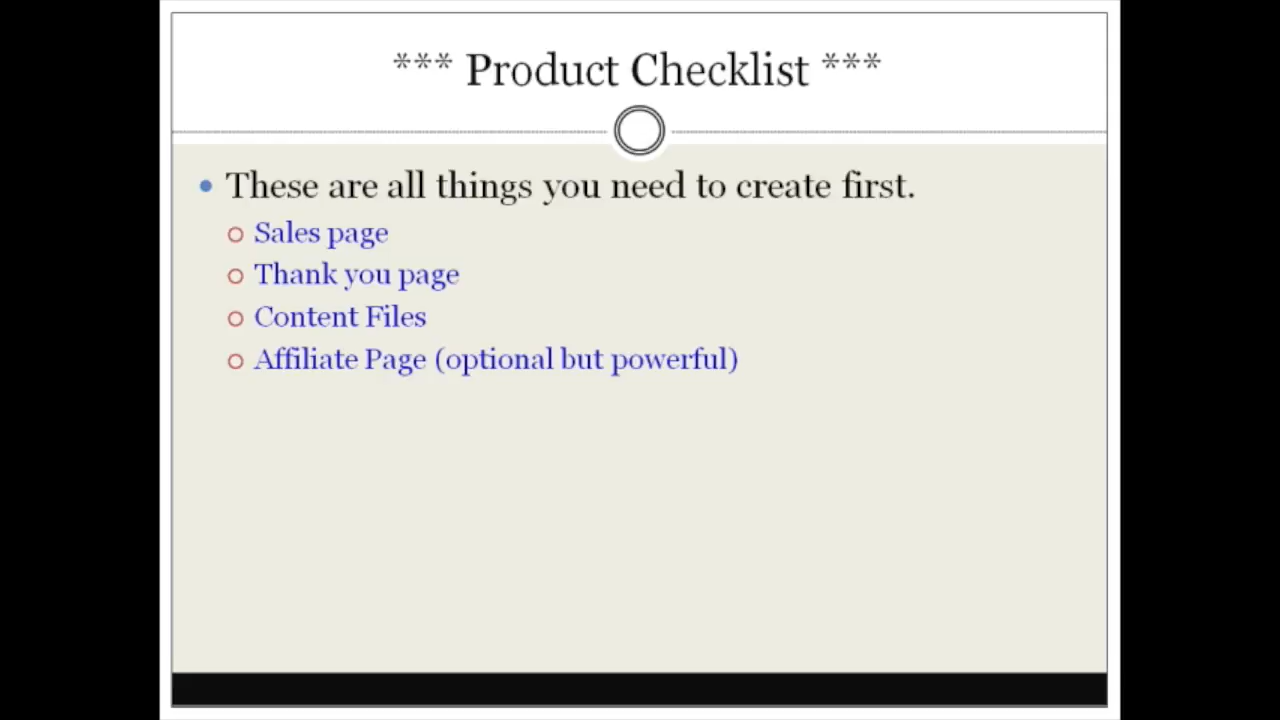 *** Product Checklist ***
These are all things you need to create first.
Sales page
Thank you page
Content Files
Affiliate Page (optional but powerful)